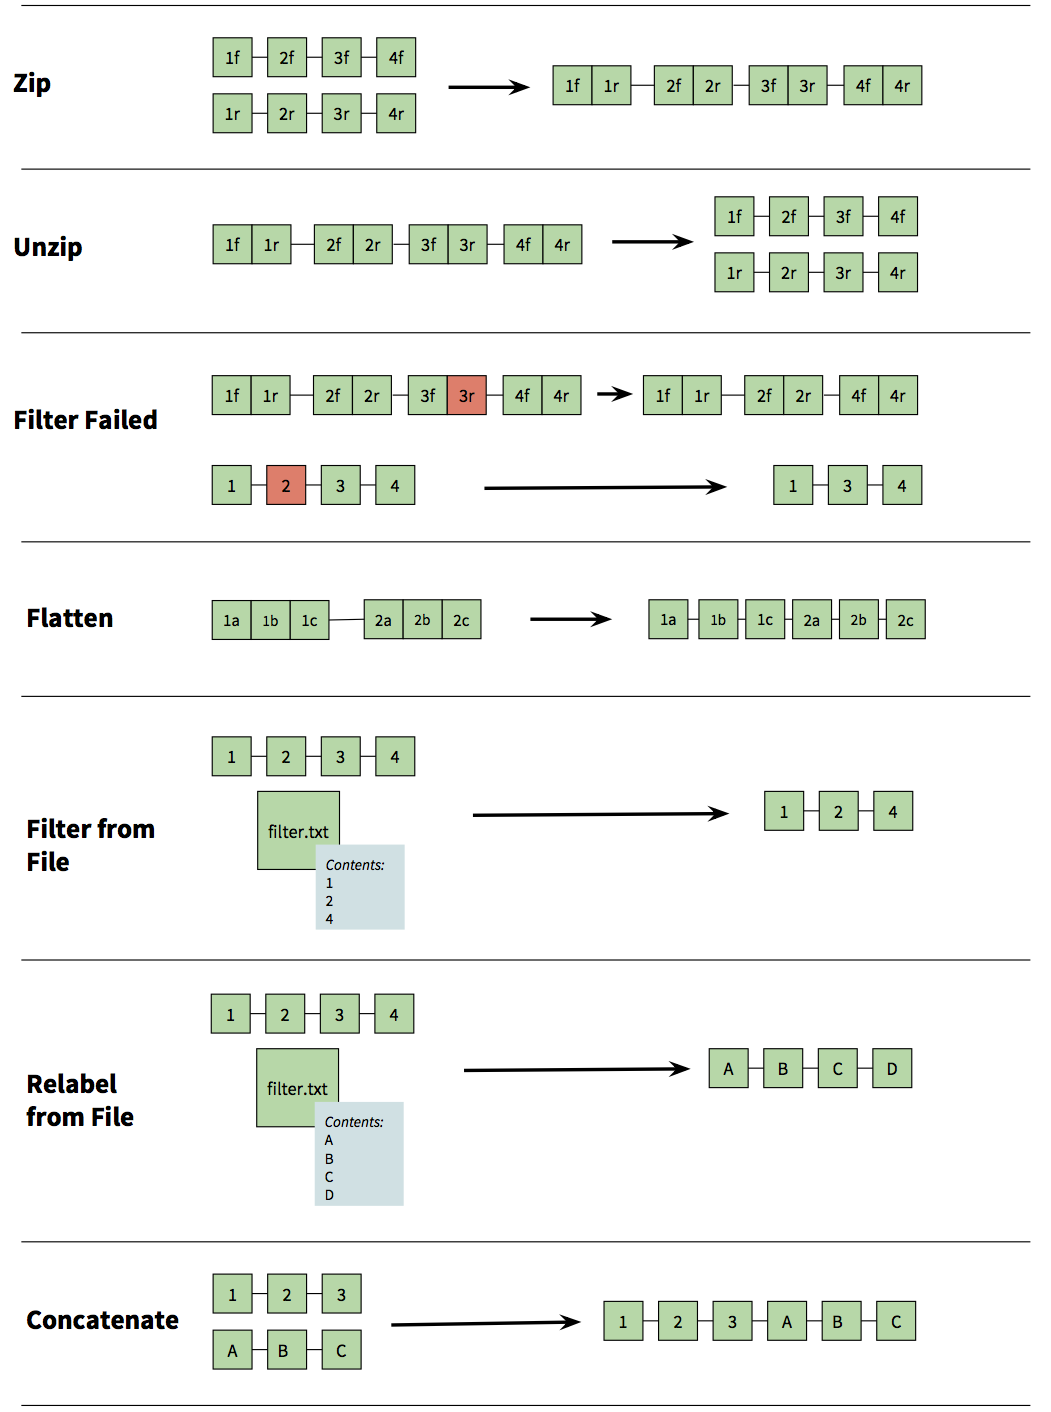 Zip
1f 2f 3f 4f
1r 2r 3r 4r
1f 1r 2f 2r 3f 3r 4f 4r
Unzip
1f 1r 2f 2r 3f 3r 4f 4r
1f 2f 3f 4f
1r 2r 3r 4r
Filter Failed
1f 1r 2f 2r 3f 3r 4f 4r
1f 1r 2f 2r 4f 4r
1 2 3 4
1 3 4
Flatten
1a 1b 1c 2a 2b 2c
1a 1b 1c 2a 2b 2c
Filter from
File
1 2 3 4
filter.txt
Contents:
1
2
4
1 2 4
Relabel
from File
1 2 3 4
filter.txt
Contents:
A
B
C
D
A B C D
Concatenate
1 2 3
A B C
1 2 3 A B C